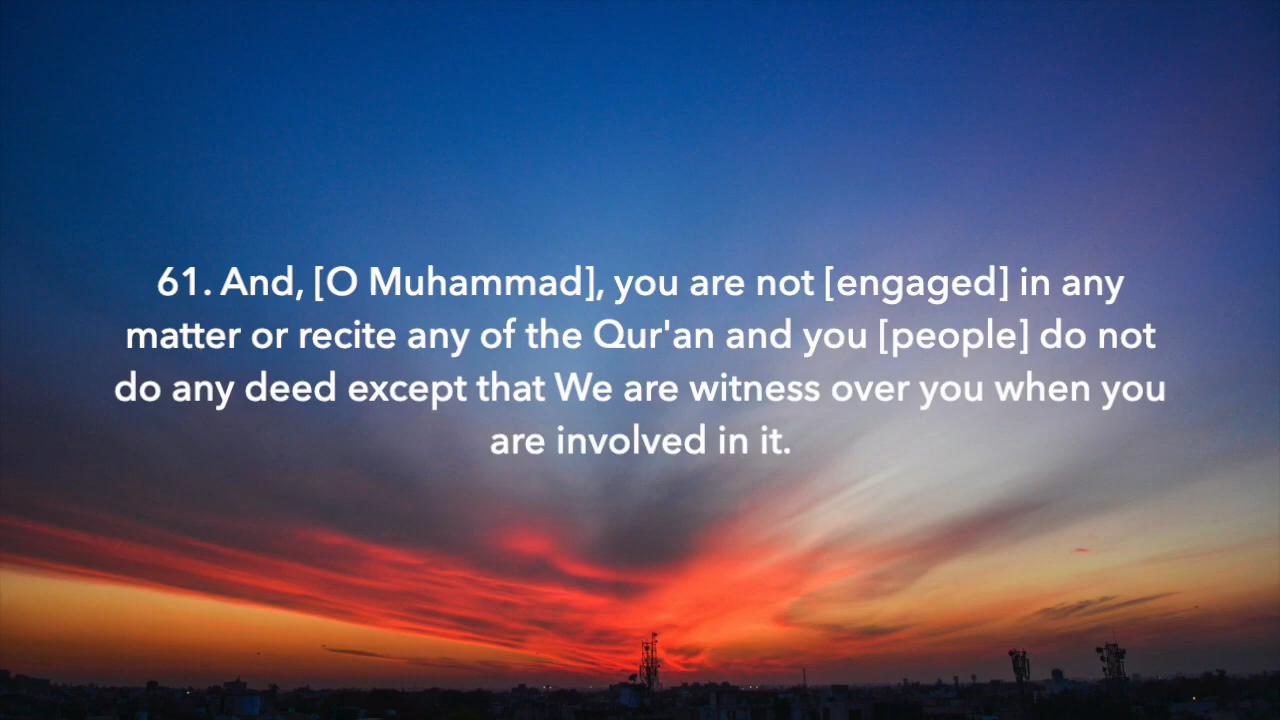 61. And, [O Muhammad], you are not [engaged] in any
matter or recite any of the Qur'an and you [people] do not
do any deed except that We are witness over you when you
are involved in it.